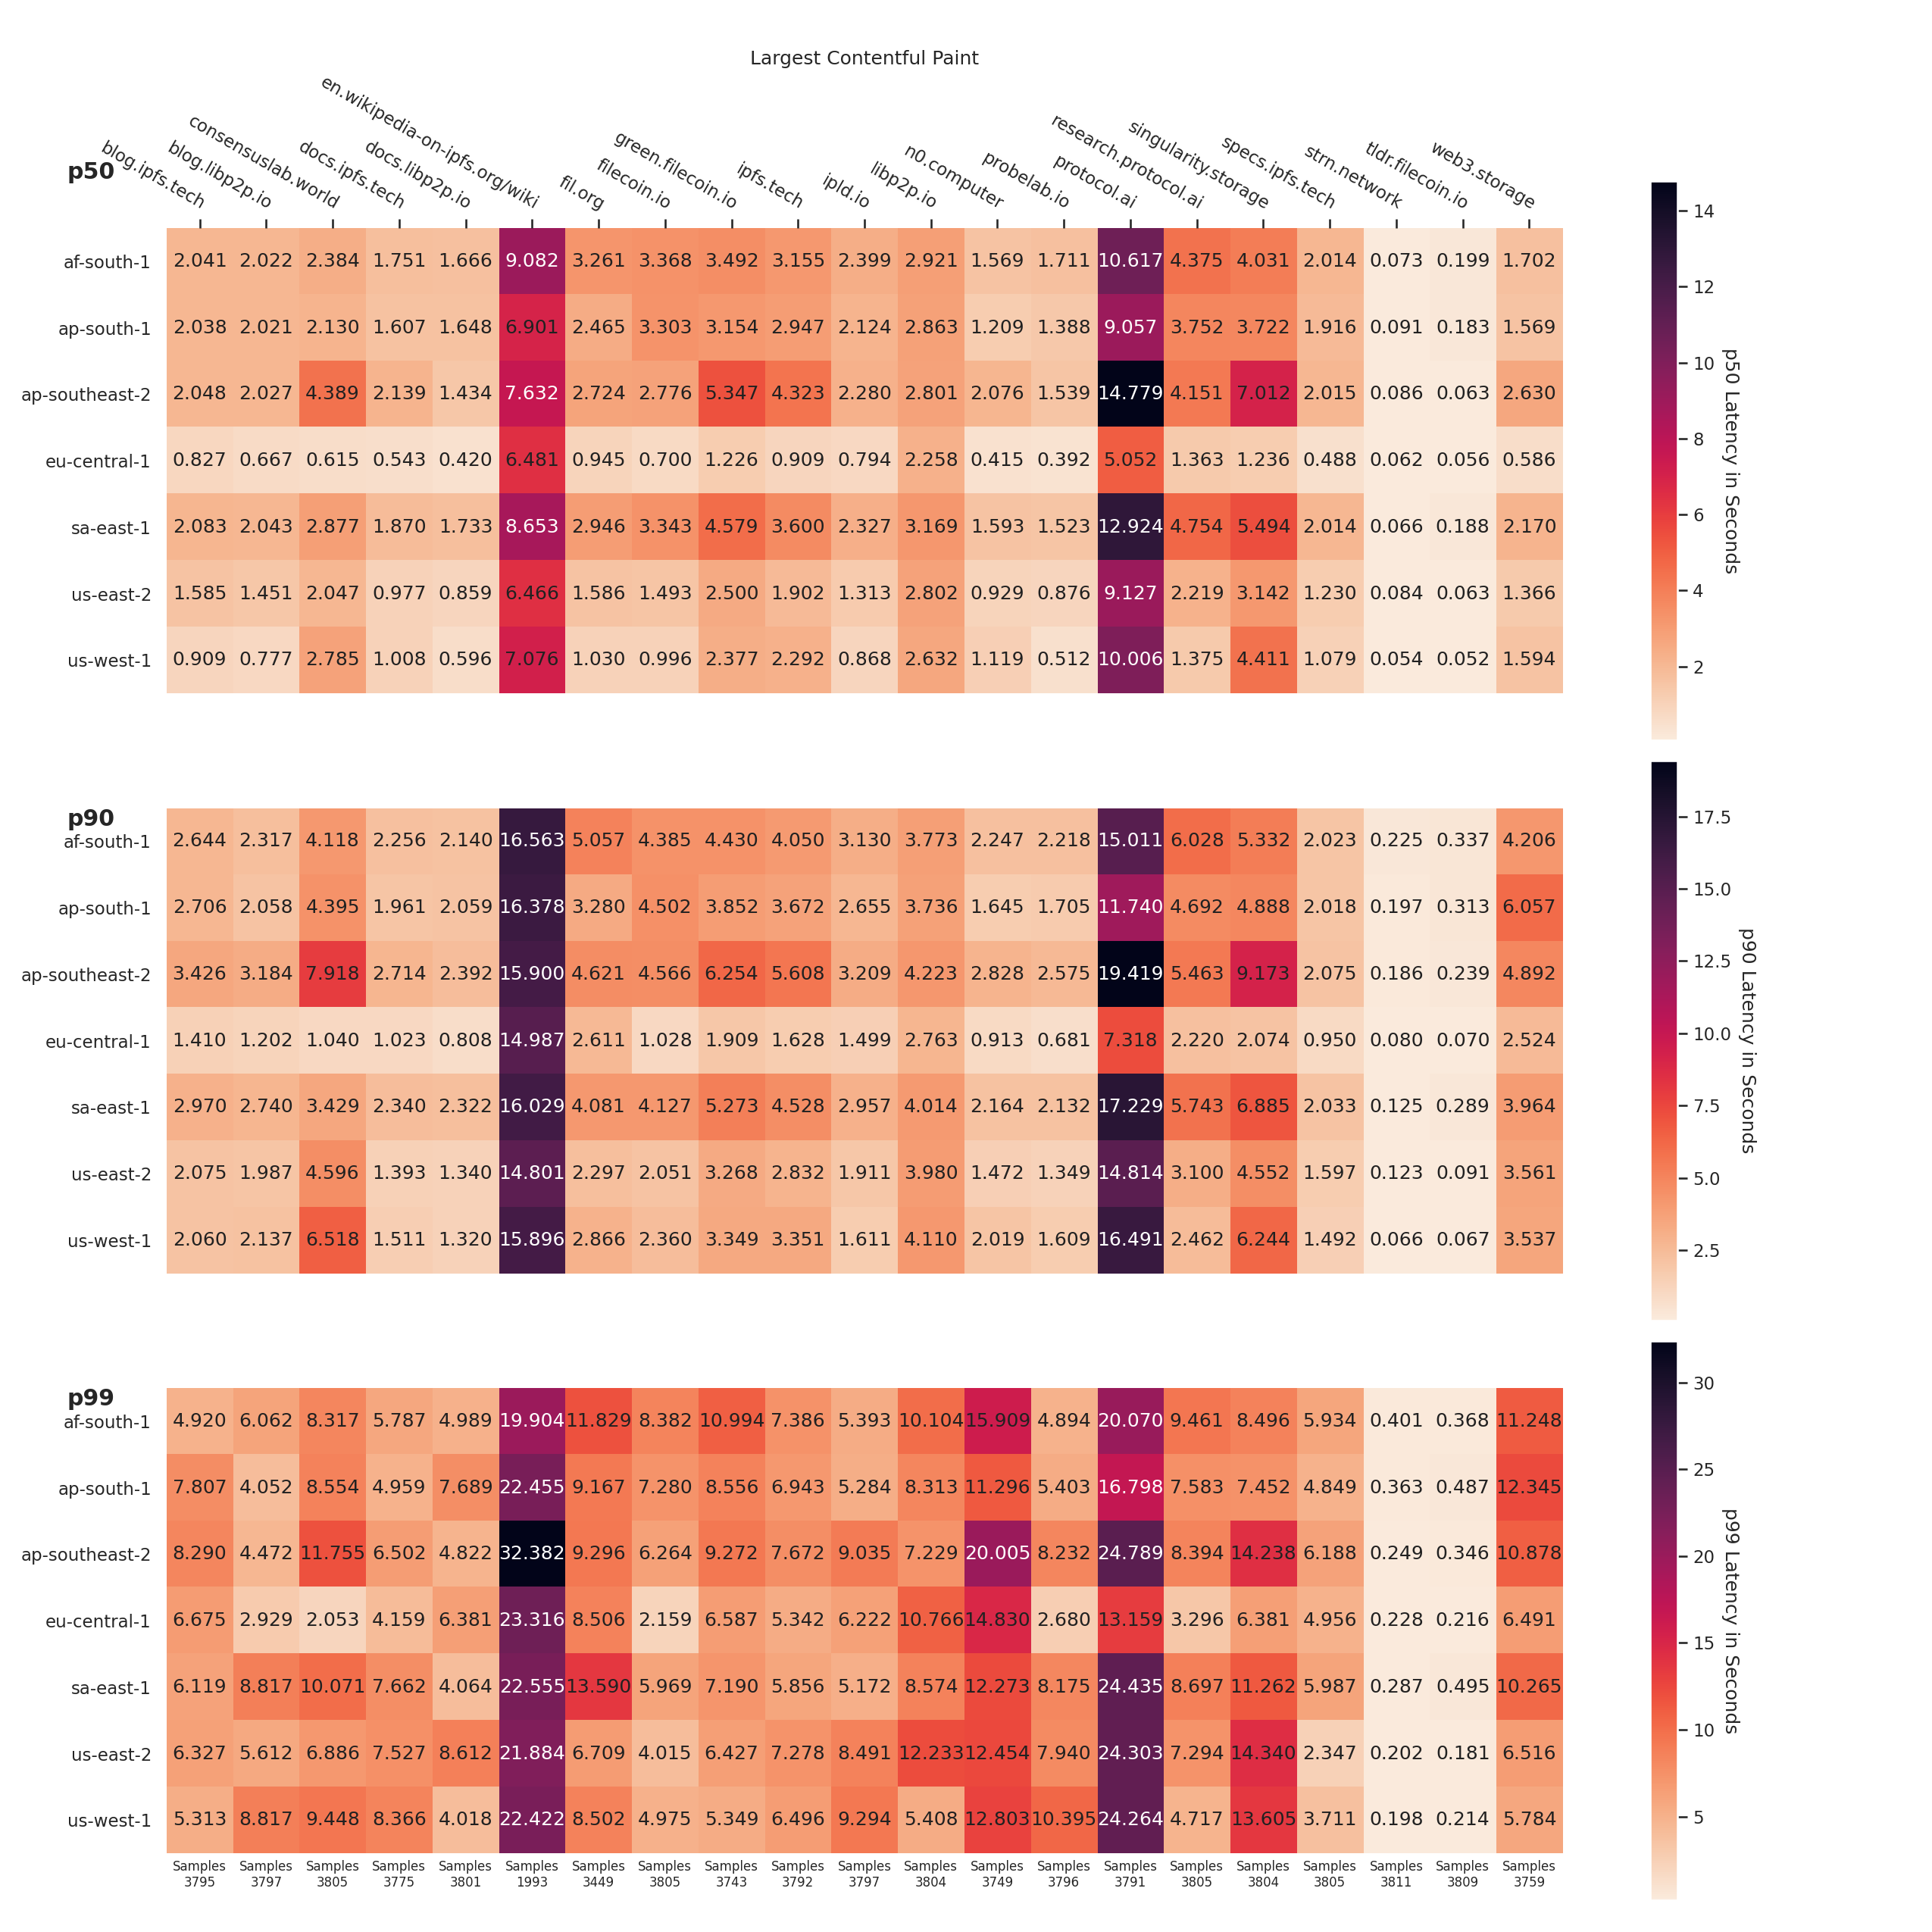 Largest Contentful Paint
p50
blog.ipfs.tech
blog.libp2p.io
consensuslab.world
docs.ipfs.tech
docs.libp2p.io
en.wikipedia-on-ipfs.org/wiki
fil.org
filecoin.io
green.filecoin.io
ipfs.tech
ipld.io
libp2p.io
n0.computer
probelab.io
protocol.ai
research.protocol.ai
singularity.storage
specs.ipfs.tech
strn.network
tldr.filecoin.io
web3.storage
af-south-1 2.041 2.022 2.384 1.751 1.666 9.082 3.261 3.368 3.492 3.155 2.399 2.921 1.569 1.711 10.617 4.375 4.031 2.014 0.073 0.199 1.702
ap-south-1 2.038 2.021 2.130 1.607 1.648 6.901 2.465 3.303 3.154 2.947 2.124 2.863 1.209 1.388 9.057 3.752 3.722 1.916 0.091 0.183 1.569
ap-southeast-2 2.048 2.027 4.389 2.139 1.434 7.632 2.724 2.776 5.347 4.323 2.280 2.801 2.076 1.539 14.779 4.151 7.012 2.015 0.086 0.063 2.630
eu-central-1 0.827 0.667 0.615 0.543 0.420 6.481 0.945 0.700 1.226 0.909 0.794 2.258 0.415 0.392 5.052 1.363 1.236 0.488 0.062 0.056 0.586
sa-east-1 2.083 2.043 2.877 1.870 1.733 8.653 2.946 3.343 4.579 3.600 2.327 3.169 1.593 1.523 12.924 4.754 5.494 2.014 0.066 0.188 2.170
us-east-2 1.585 1.451 2.047 0.977 0.859 6.466 1.586 1.493 2.500 1.902 1.313 2.802 0.929 0.876 9.127 2.219 3.142 1.230 0.084 0.063 1.366
us-west-1 0.909 0.777 2.785 1.008 0.596 7.076 1.030 0.996 2.377 2.292 0.868 2.632 1.119 0.512 10.006 1.375 4.411 1.079 0.054 0.052 1.594
14
12
10
8
6
4
2
p50 Latency in Seconds
p90
af-south-1 2.644 2.317 4.118 2.256 2.140 16.563 5.057 4.385 4.430 4.050 3.130 3.773 2.247 2.218 15.011 6.028 5.332 2.023 0.225 0.337 4.206
ap-south-1 2.706 2.058 4.395 1.961 2.059 16.378 3.280 4.502 3.852 3.672 2.655 3.736 1.645 1.705 11.740 4.692 4.888 2.018 0.197 0.313 6.057
ap-southeast-2 3.426 3.184 7.918 2.714 2.392 15.900 4.621 4.566 6.254 5.608 3.209 4.223 2.828 2.575 19.419 5.463 9.173 2.075 0.186 0.239 4.892
eu-central-1 1.410 1.202 1.040 1.023 0.808 14.987 2.611 1.028 1.909 1.628 1.499 2.763 0.913 0.681 7.318 2.220 2.074 0.950 0.080 0.070 2.524
sa-east-1 2.970 2.740 3.429 2.340 2.322 16.029 4.081 4.127 5.273 4.528 2.957 4.014 2.164 2.132 17.229 5.743 6.885 2.033 0.125 0.289 3.964
us-east-2 2.075 1.987 4.596 1.393 1.340 14.801 2.297 2.051 3.268 2.832 1.911 3.980 1.472 1.349 14.814 3.100 4.552 1.597 0.123 0.091 3.561
us-west-1 2.060 2.137 6.518 1.511 1.320 15.896 2.866 2.360 3.349 3.351 1.611 4.110 2.019 1.609 16.491 2.462 6.244 1.492 0.066 0.067 3.537
17.5
15.0
12.5
10.0
7.5
5.0
2.5
p90 Latency in Seconds
p99
af-south-1 4.920 6.062 8.317 5.787 4.989 19.904 11.829 8.382 10.994 7.386 5.393 10.104 15.909 4.894 20.070 9.461 8.496 5.934 0.401 0.368 11.248
ap-south-1 7.807 4.052 8.554 4.959 7.689 22.455 9.167 7.280 8.556 6.943 5.284 8.313 11.296 5.403 16.798 7.583 7.452 4.849 0.363 0.487 12.345
ap-southeast-2 8.290 4.472 11.755 6.502 4.822 32.382 9.296 6.264 9.272 7.672 9.035 7.229 20.005 8.232 24.789 8.394 14.238 6.188 0.249 0.346 10.878
eu-central-1 6.675 2.929 2.053 4.159 6.381 23.316 8.506 2.159 6.587 5.342 6.222 10.766 14.830 2.680 13.159 3.296 6.381 4.956 0.228 0.216 6.491
sa-east-1 6.119 8.817 10.071 7.662 4.064 22.555 13.590 5.969 7.190 5.856 5.172 8.574 12.273 8.175 24.435 8.697 11.262 5.987 0.287 0.495 10.265
us-east-2 6.327 5.612 6.886 7.527 8.612 21.884 6.709 4.015 6.427 7.278 8.491 12.233 12.454 7.940 24.303 7.294 14.340 2.347 0.202 0.181 6.516
us-west-1 5.313 8.817 9.448 8.366 4.018 22.422 8.502 4.975 5.349 6.496 9.294 5.408 12.803 10.395 24.264 4.717 13.605 3.711 0.198 0.214 5.784
Samples Samples Samples Samples Samples Samples Samples Samples Samples Samples Samples Samples Samples Samples Samples Samples Samples Samples Samples Samples Samples
3795 3797 3805 3775 3801 1993 3449 3805 3743 3792 3797 3804 3749 3796 3791 3805 3804 3805 3811 3809 3759
30
25
20
15
10
5
p99 Latency in Seconds